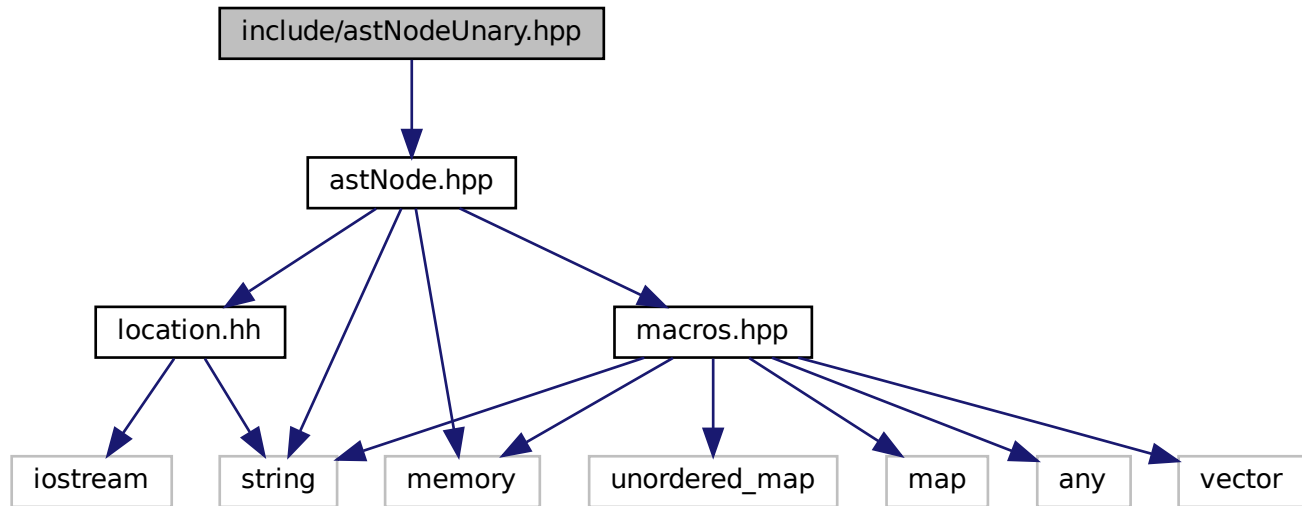 include/astNodeUnary.hpp
astNode.hpp
location.hh
macros.hpp
iostream
string
memory
unordered_map
map
any
vector